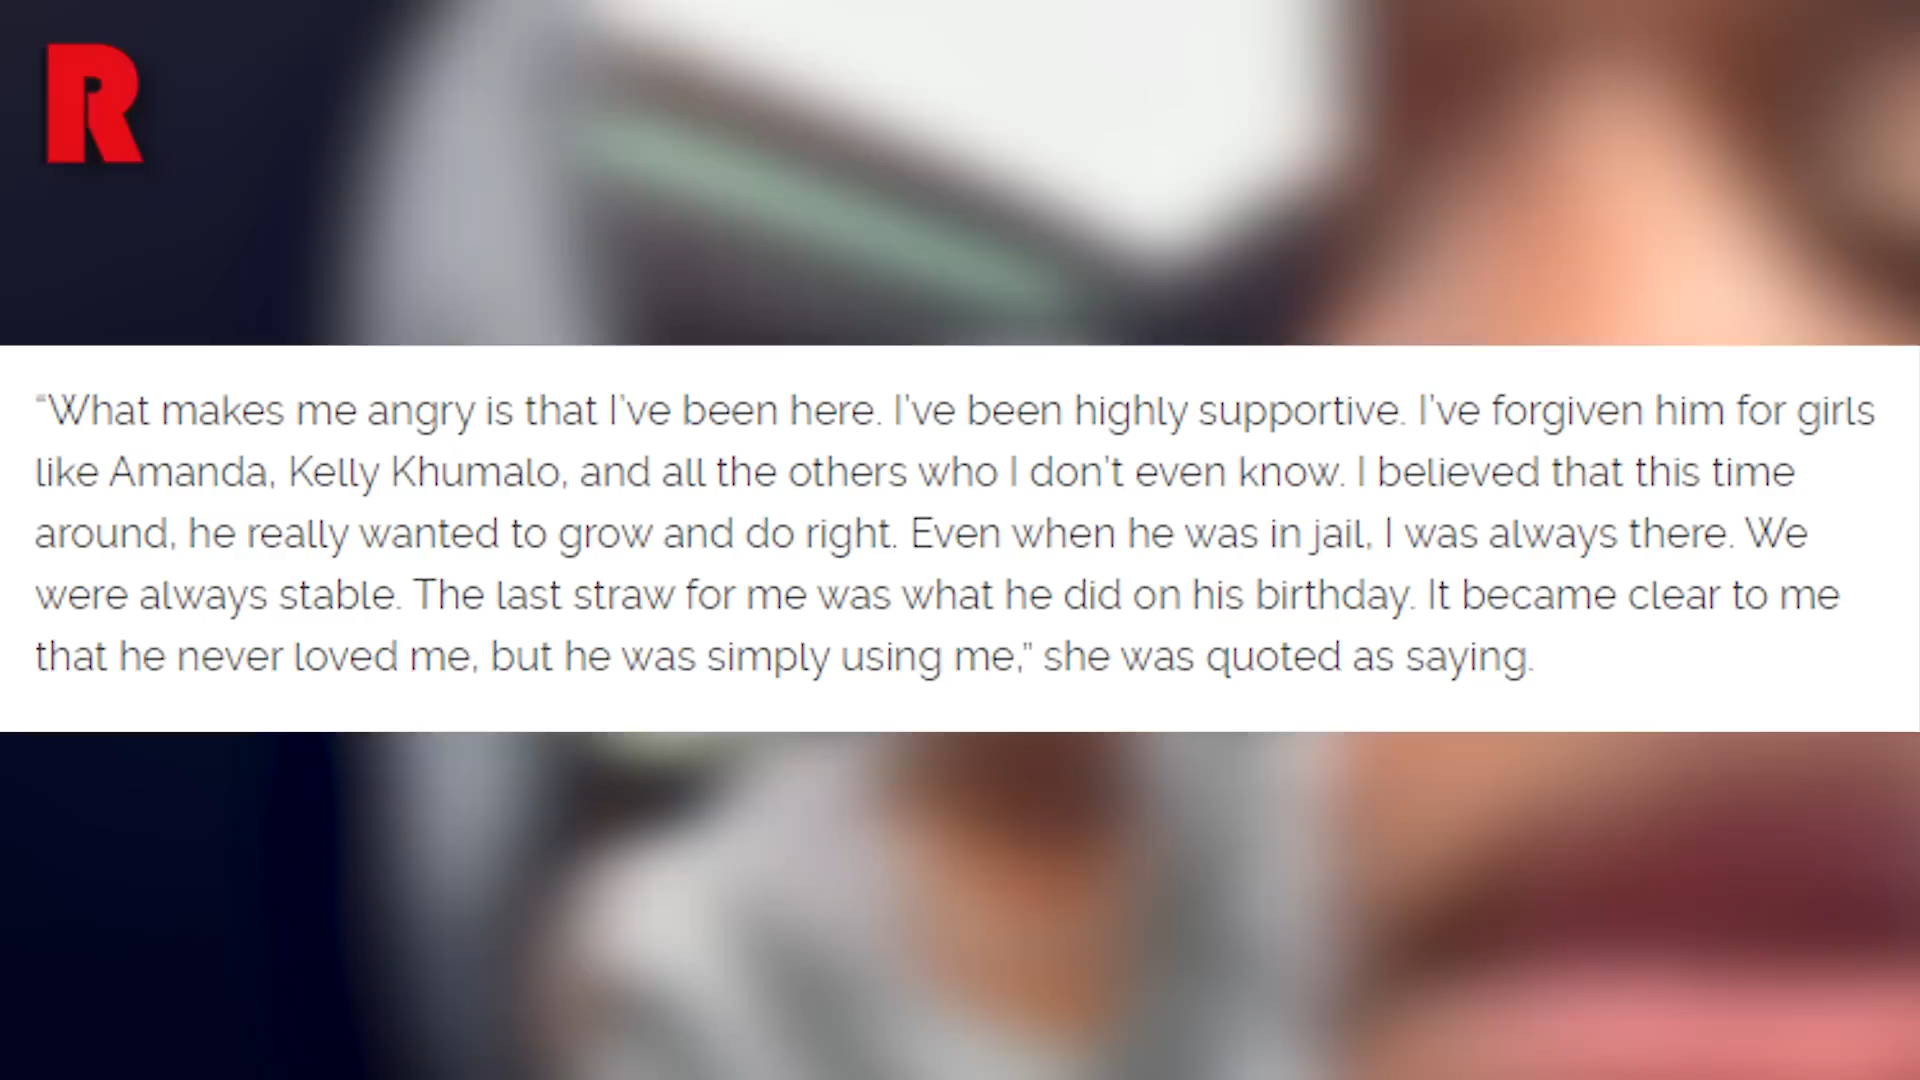 R
“What makes me angry is that I’ve been here. I’ve been highly supportive. I’ve forgiven him for girls
like Amanda, Kelly Khumalo, and all the others who I don’t even know. I believed that this time
around, he really wanted to grow and do right. Even when he was in jail, I was always there. We
were always stable. The last straw for me was what he did on his birthday. It became clear to me
that he never loved me, but he was simply using me,” she was quoted as saying.